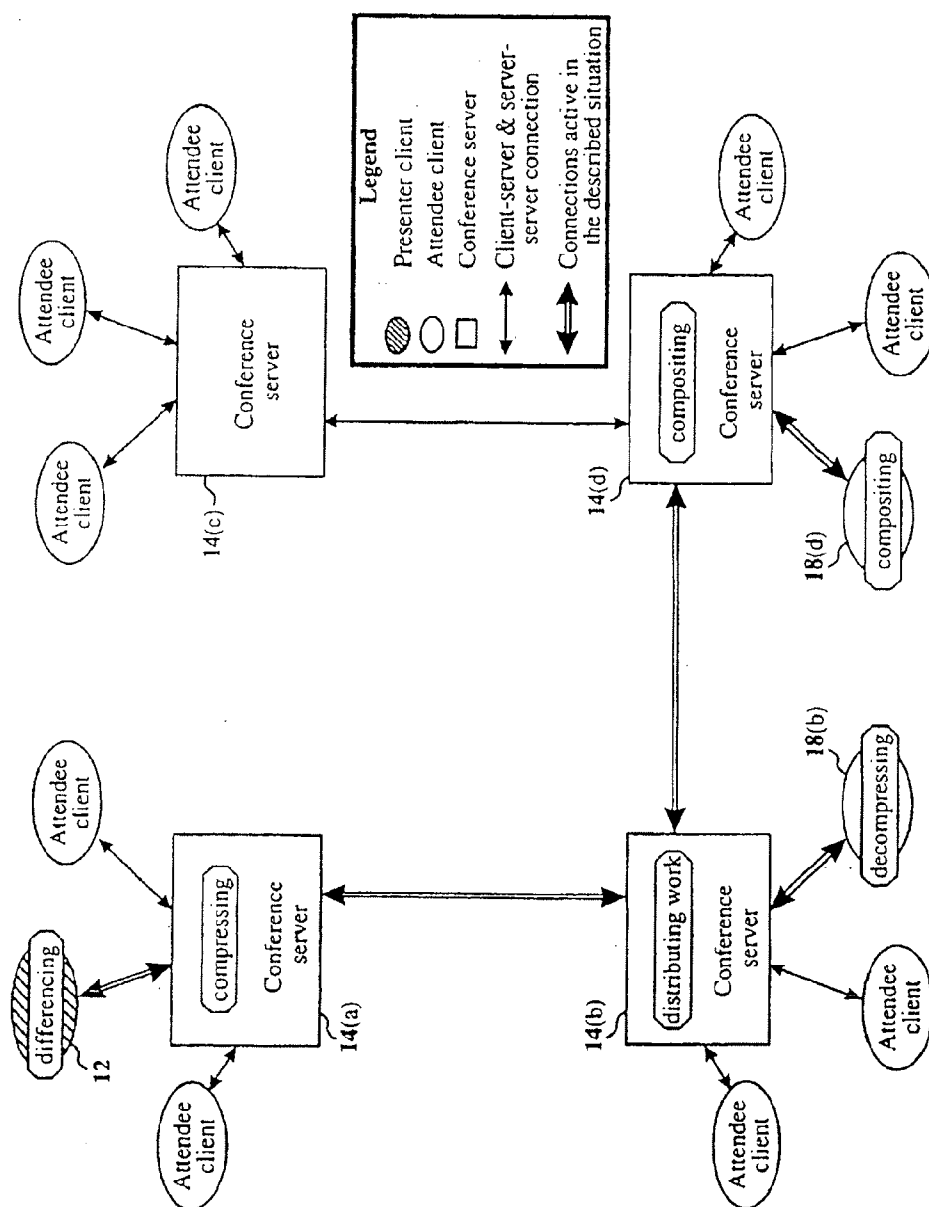 differencing
12
Attendee
client
Attendee
client
compressing
Conference
server
14(a)
Attendee
client
Attendee
client
Attendee
client
Conference
server
14(c)
Legend
Presenter client
Attendee client
Conference server
Client-server & server-
server connection
Connections active in
the described situation
distributing work
Conference
server
14(b)
Attendee
client
Attendee
client
decompressing
18(b)
compositing
Conference
server
14(d)
Attendee
client
Attendee
client
compositing
18(d)